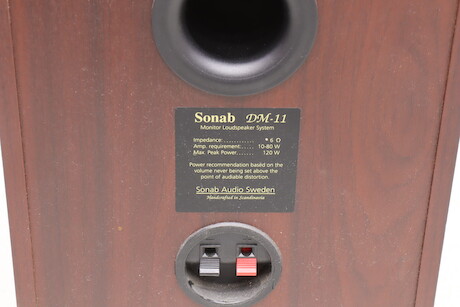 Sonab DM-11
Monitor Loudspeaker System
Impedance:............ * 6 Ω
Amp. requirement:...... 10-80 W
Max. Peak Power:....... 120 W
Power recommendation based on the
volume never being set above the
point of audiable distortion.
Sonab Audio Sweden
Handcrafted in Scandinavia